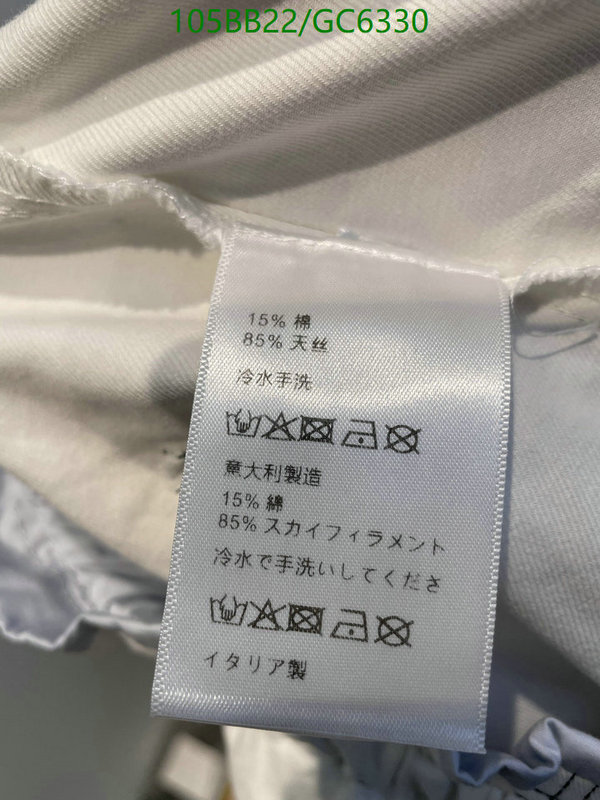 105BB22/GC6330
15% 棉
85% 天丝
冷水手洗
意大利製造
15% 綿
85% スカイフィラメント
冷水で手洗いしてくださ
イタリア製